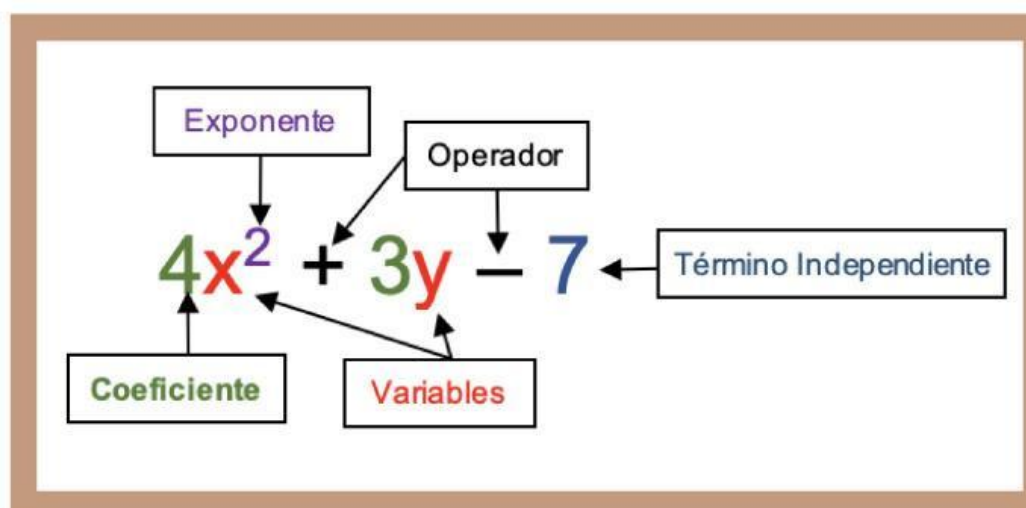 Exponente
Operador
4x² + 3y − 7
Término Independiente
Coeficiente
Variables